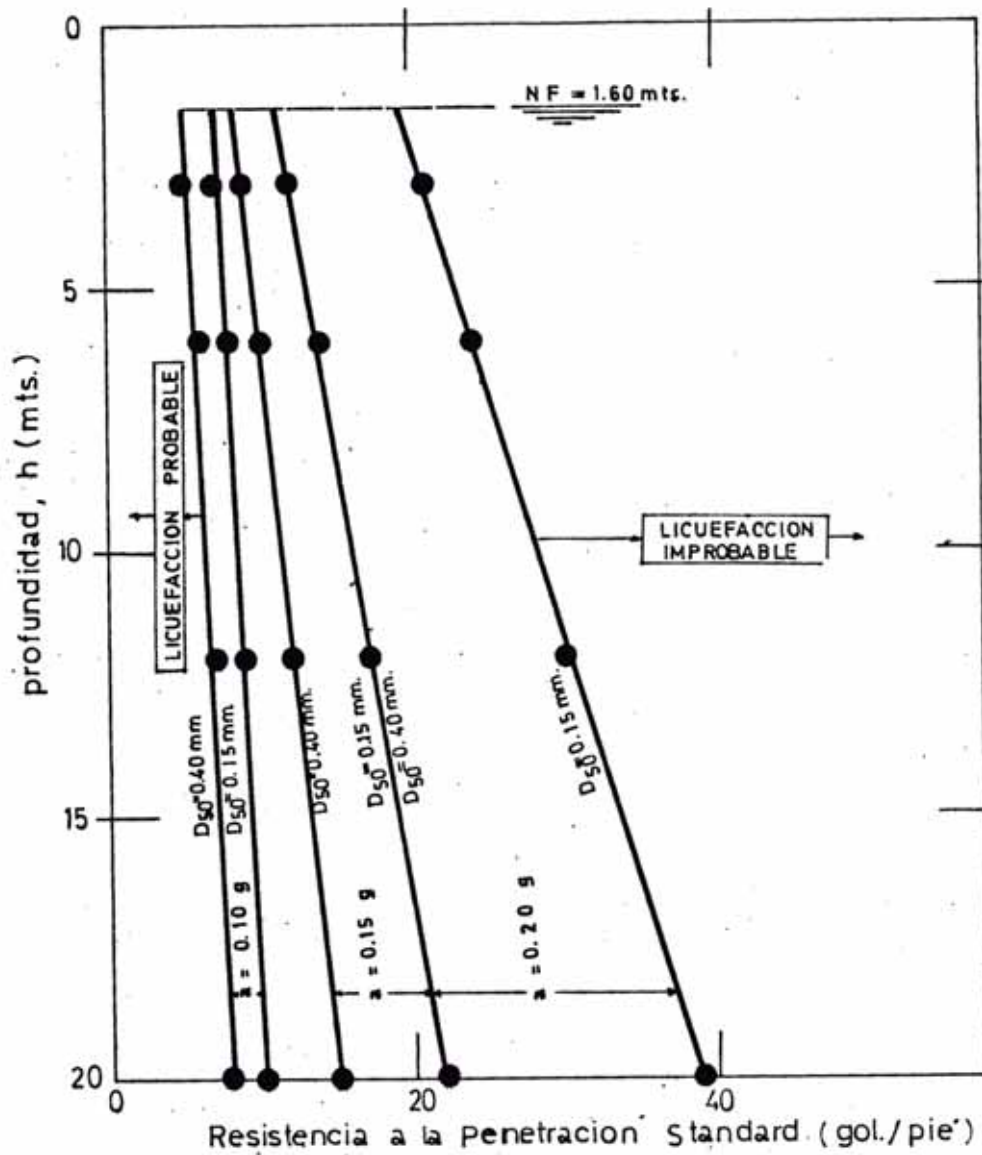 0
20
40
NF = 1.60 mts.
5
10
15
20
profundidad, h (mts.)
LICUEFACCION PROBABLE
LICUEFACCION
IMPROBABLE
D50=0.40 mm
D50=0.15 mm.
D50=0.40 mm.
D50=0.15 mm.
D50=0.40 mm.
D50=0.15 mm.
a = 0.10 g
a = 0.15 g
a = 0.20 g
0
20
40
Resistencia a la Penetracion Standard. (gol./pie)